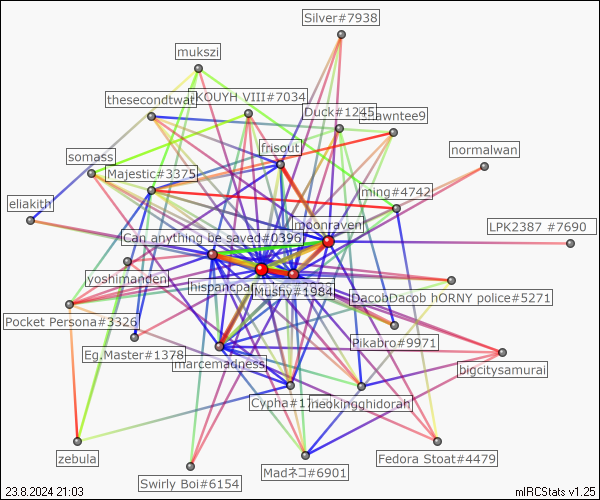 Silver#7938
mukszi
thesecondtwat
KOUYH VIII#7034
Duck#1245
shawntee9
frisout
normalwan
somass
Majestic#3375
ming#4742
eliakith
moonraven
LPK2387 #7690
Can anything be saved#0396
yoshimanden
hispancpa
Mushy#1984
DacobDacob hORNY police#5271
Pocket Persona#3326
Pikabro#9971
Eg.Master#1378
marcemadness
bigcitysamurai
Cypha#17
neokingghidorah
zebula
Madネコ#6901
Fedora Stoat#4479
Swirly Boi#6154
23.8.2024 21:03
mIRCStats v1.25